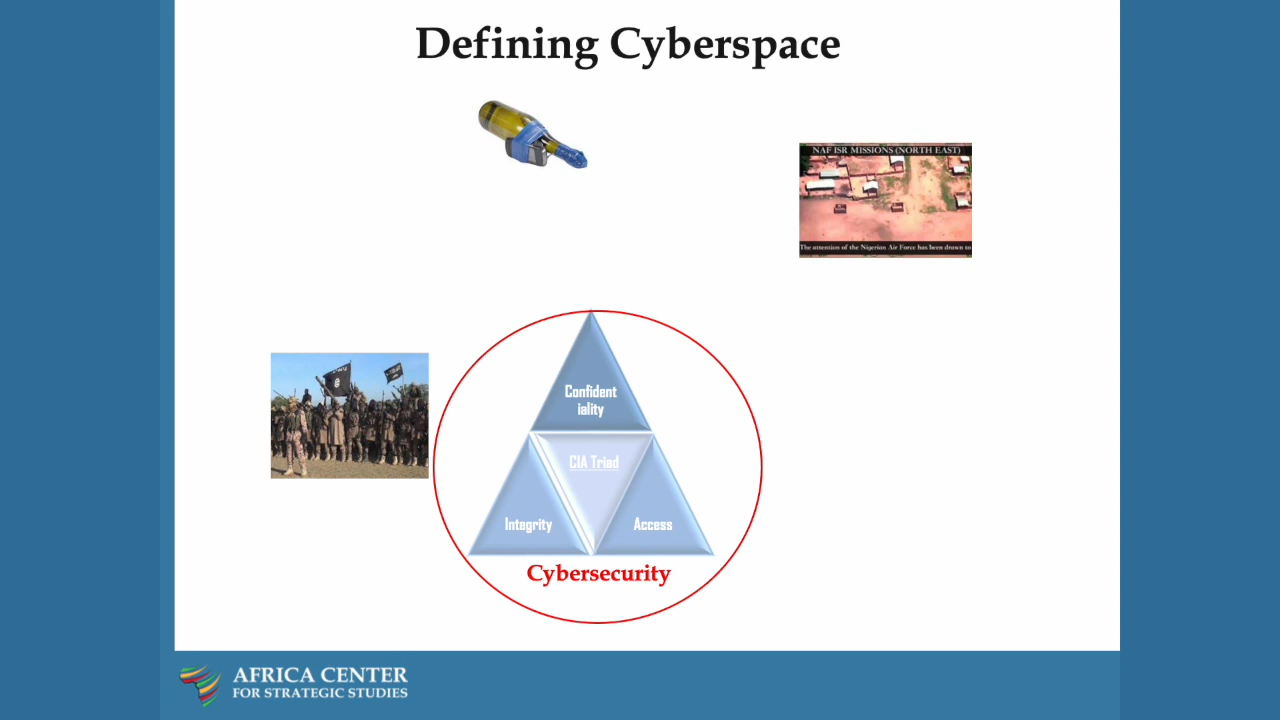 Defining Cyberspace
NAF ISR MISSIONS (NORTH EAST)
The attention of the Nigerian Air Force has been drawn to
Confident
iality
CIA Triad
Integrity
Access
Cybersecurity
AFRICA CENTER
FOR STRATEGIC STUDIES